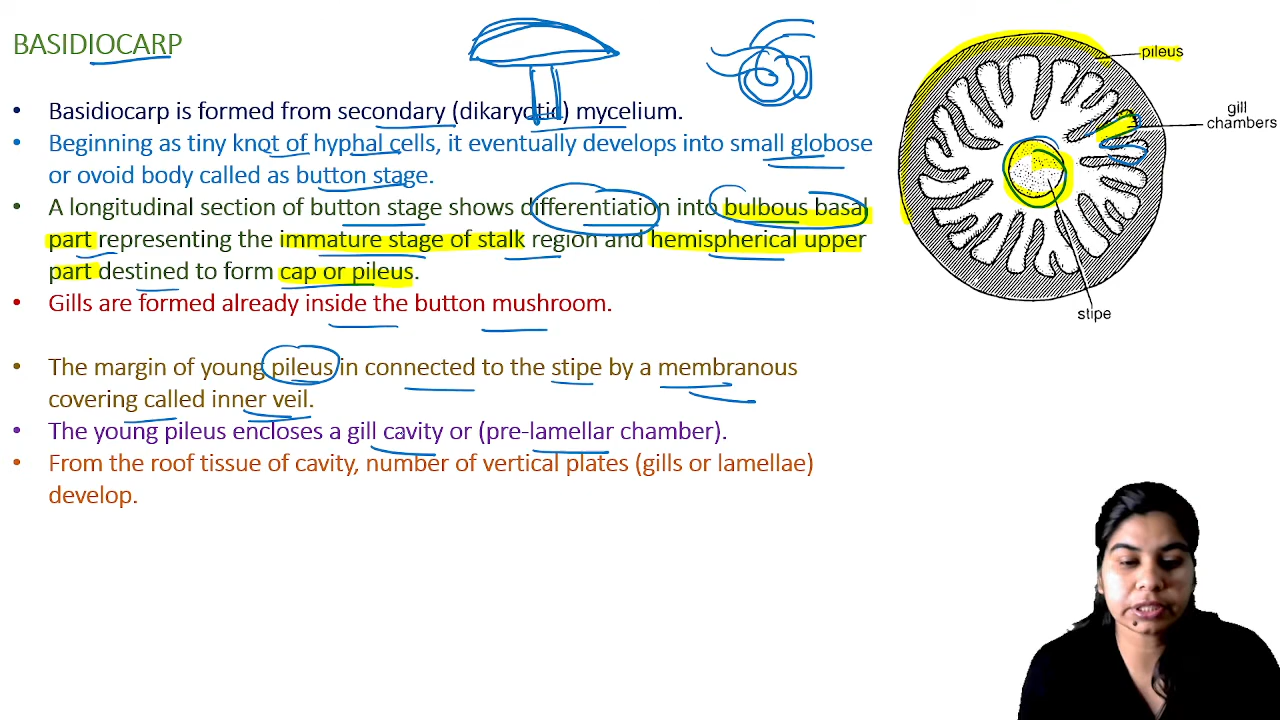 BASIDIOCARP
• Basidiocarp is formed from secondary (dikaryotic) mycelium.
• Beginning as tiny knot of hyphal cells, it eventually develops into small globose
or ovoid body called as button stage.
• A longitudinal section of button stage shows differentiation into bulbous basal
part representing the immature stage of stalk region and hemispherical upper
part destined to form cap or pileus.
• Gills are formed already inside the button mushroom.
• The margin of young pileus in connected to the stipe by a membranous
covering called inner veil.
• The young pileus encloses a gill cavity or (pre-lamellar chamber).
• From the roof tissue of cavity, number of vertical plates (gills or lamellae)
develop.
pileus
gill
chambers
stipe